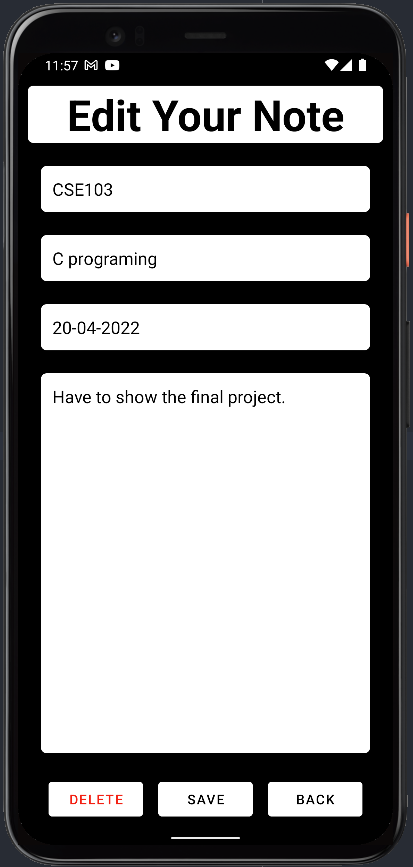 11:57
Edit Your Note
CSE103
C programing
20-04-2022
Have to show the final project.
DELETE SAVE BACK